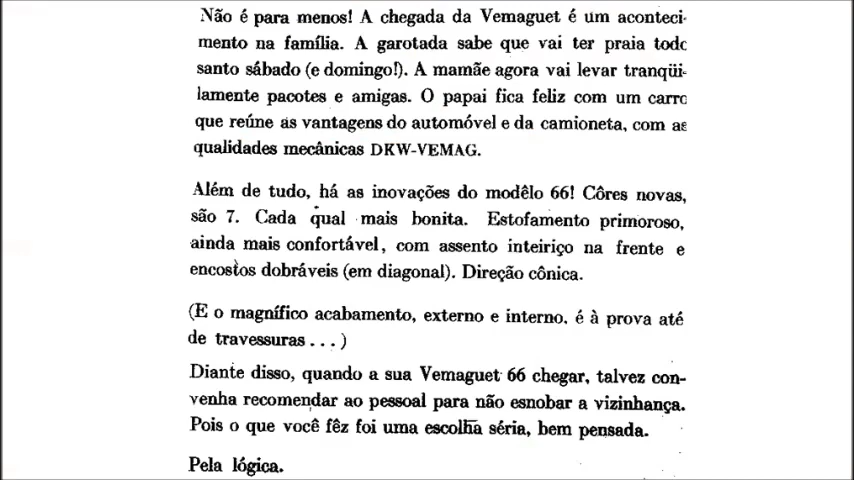 Não é para menos! A chegada da Vemaguet é um aconteci-
mento na família. A garotada sabe que vai ter praia todo
santo sábado (e domingo!). A mamãe agora vai levar tranqüi-
lamente pacotes e amigas. O papai fica feliz com um carro
que reúne as vantagens do automóvel e da camioneta, com as
qualidades mecânicas DKW-VEMAG.
Além de tudo, há as inovações do modêlo 66! Côres novas,
são 7. Cada qual mais bonita. Estofamento primoroso,
ainda mais confortável, com assento inteiriço na frente e
encostos dobráveis (em diagonal). Direção cônica.
(E o magnífico acabamento, externo e interno, é à prova até
de travessuras...)
Diante disso, quando a sua Vemaguet 66 chegar, talvez con-
venha recomendar ao pessoal para não esnobar a vizinhança.
Pois o que você fêz foi uma escolha séria, bem pensada.
Pela lógica.